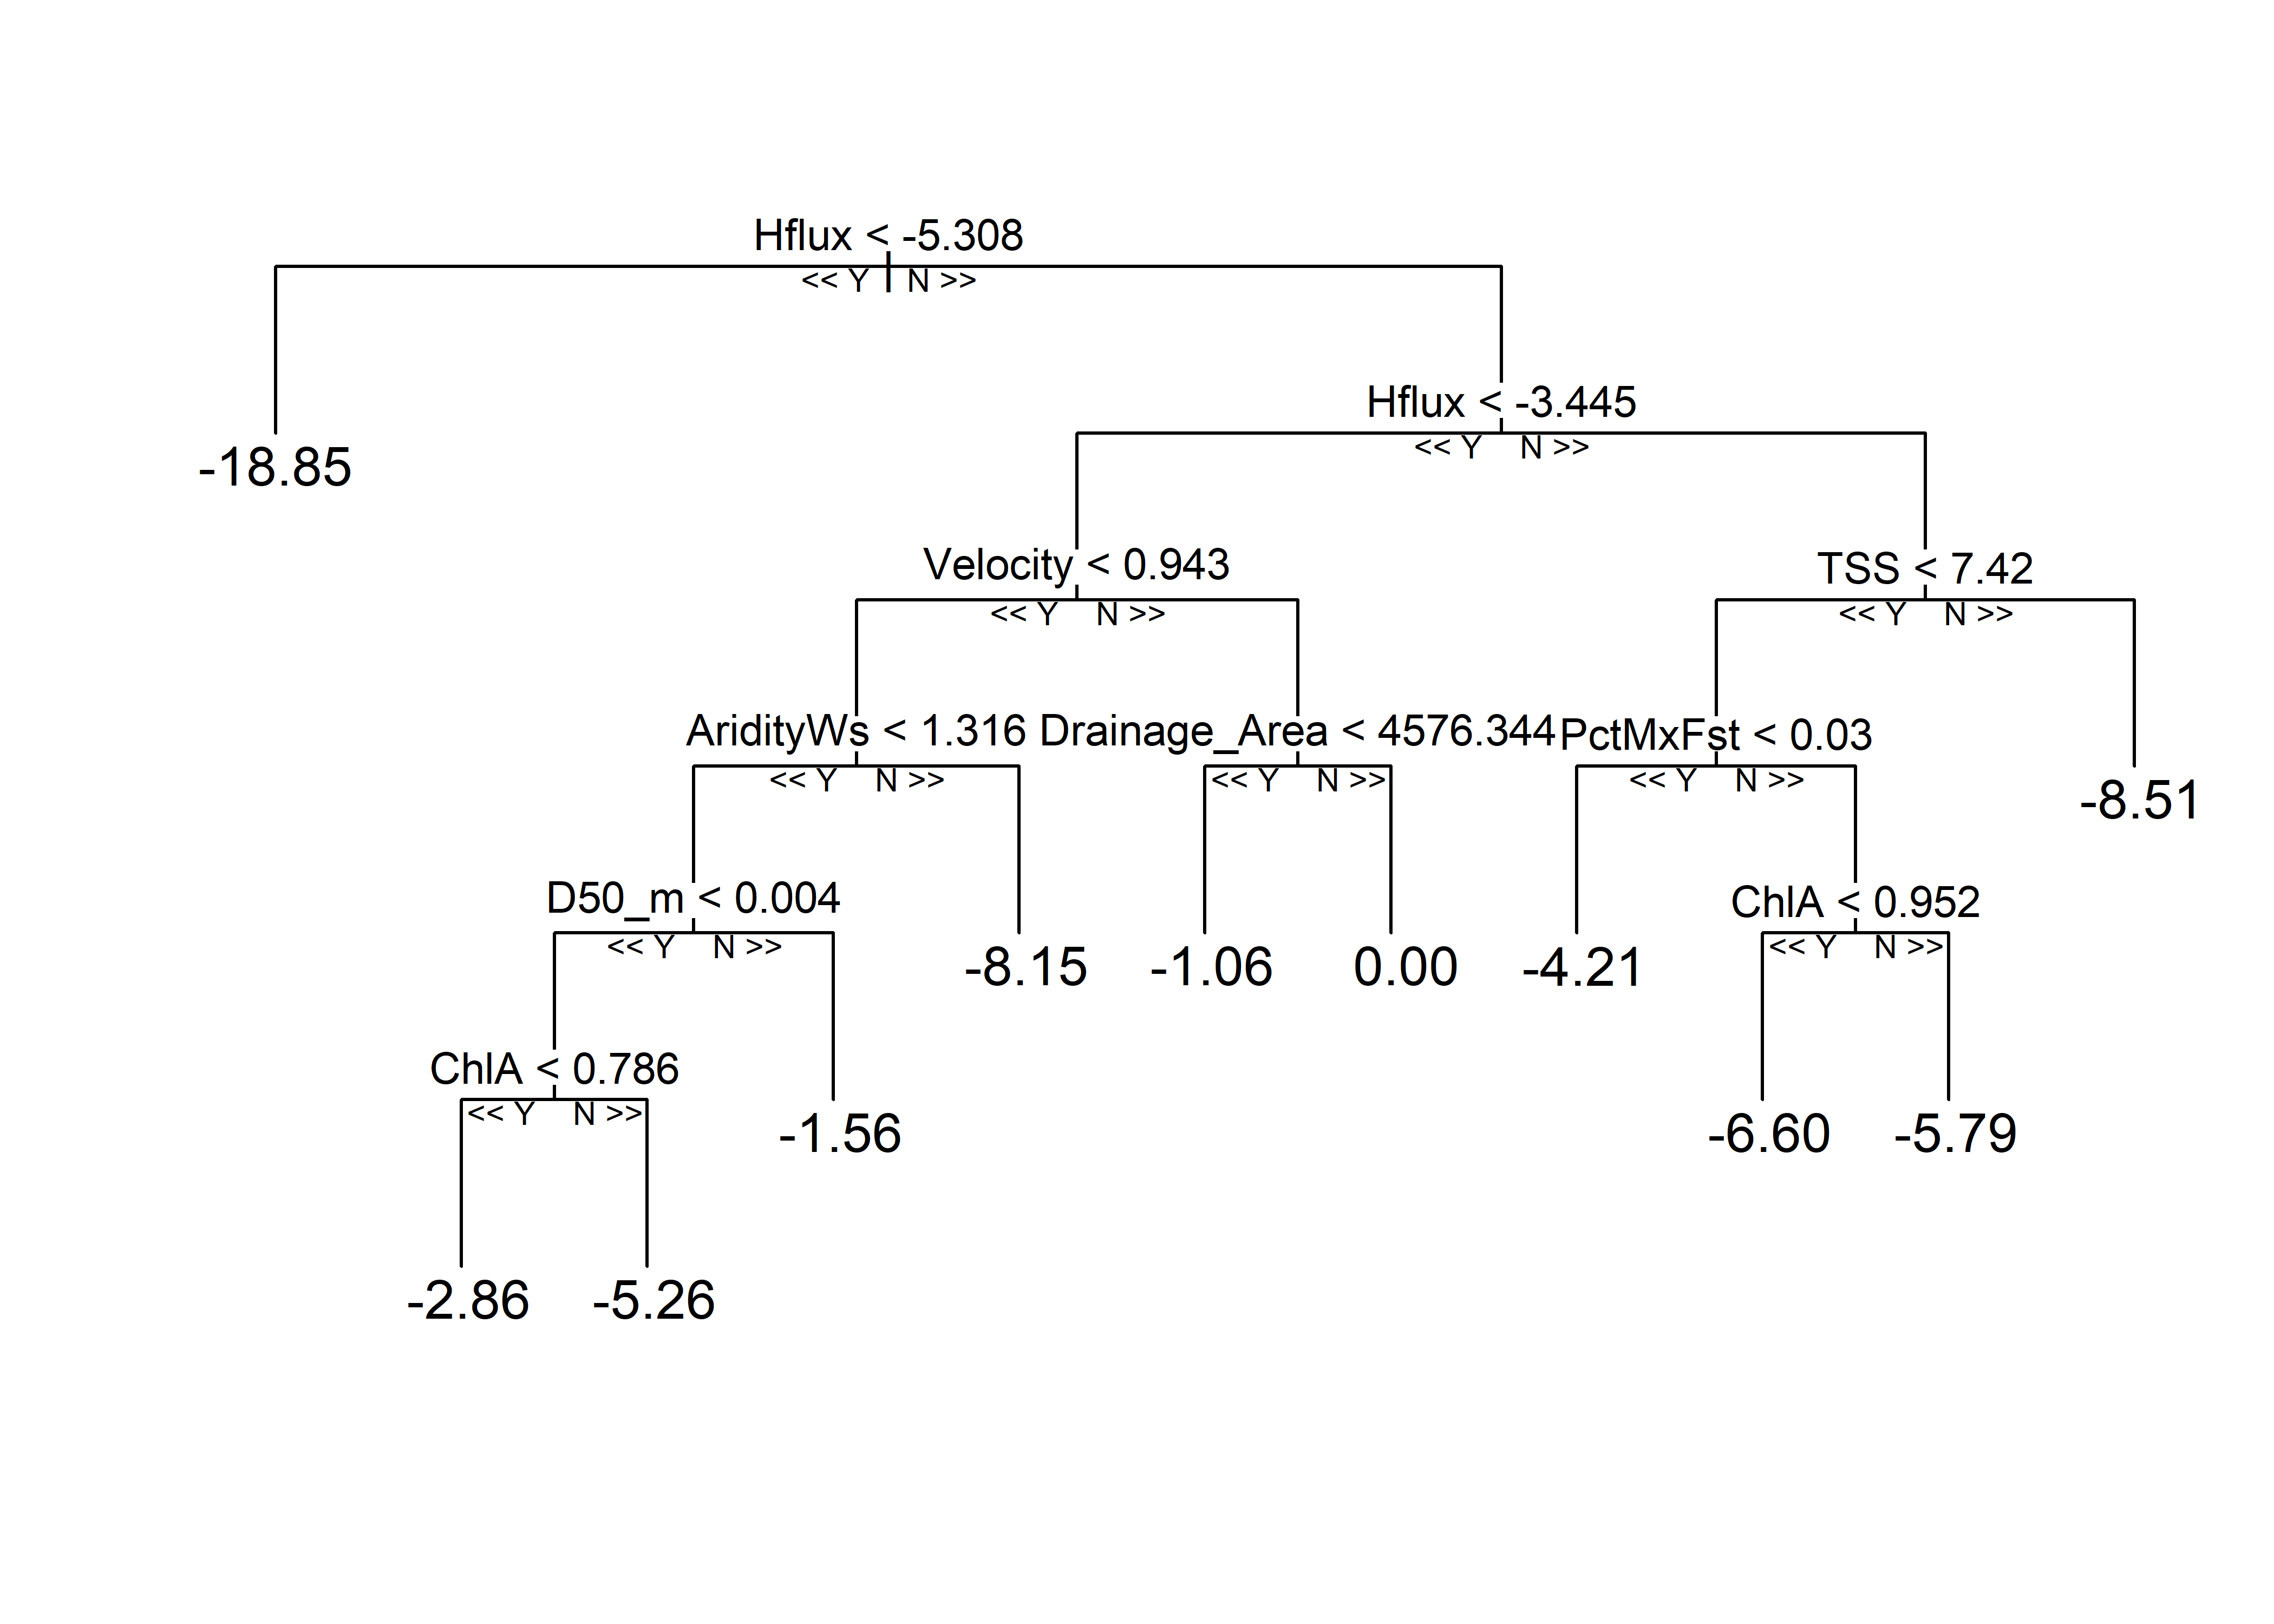 Hflux < -5.308
<< Y N >>
Hflux < -3.445
<< Y N >>
-18.85
Velocity < 0.943
<< Y N >>
TSS < 7.42
<< Y N >>
AridityWs < 1.316
<< Y N >>
Drainage_Area < 4576.344
<< Y N >>
PctMxFst < 0.03
<< Y N >>
-8.51
D50_m < 0.004
<< Y N >>
-8.15
-1.06
0.00
-4.21
ChlA < 0.952
<< Y N >>
ChlA < 0.786
<< Y N >>
-1.56
-6.60
-5.79
-2.86
-5.26